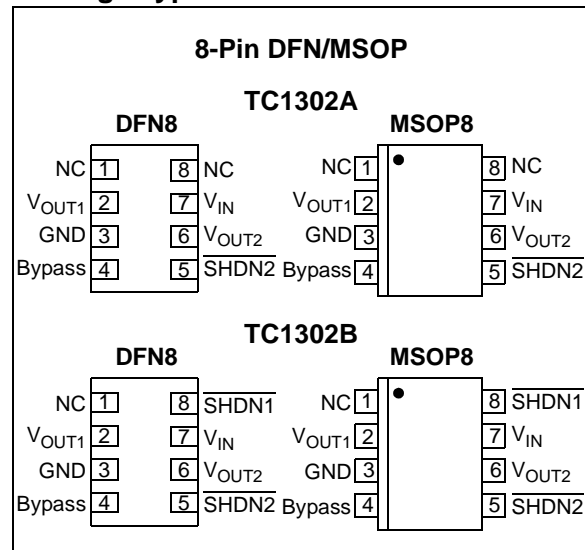 8-Pin DFN/MSOP
TC1302A
DFN8
MSOP8
NC 1
8 NC
NC 1
8 NC
VOUT1 2
7 VIN
VOUT1 2
7 VIN
GND 3
6 VOUT2
GND 3
6 VOUT2
Bypass 4
5 SHDN2
Bypass 4
5 SHDN2
TC1302B
DFN8
MSOP8
NC 1
8 SHDN1
NC 1
8 SHDN1
VOUT1 2
7 VIN
VOUT1 2
7 VIN
GND 3
6 VOUT2
GND 3
6 VOUT2
Bypass 4
5 SHDN2
Bypass 4
5 SHDN2